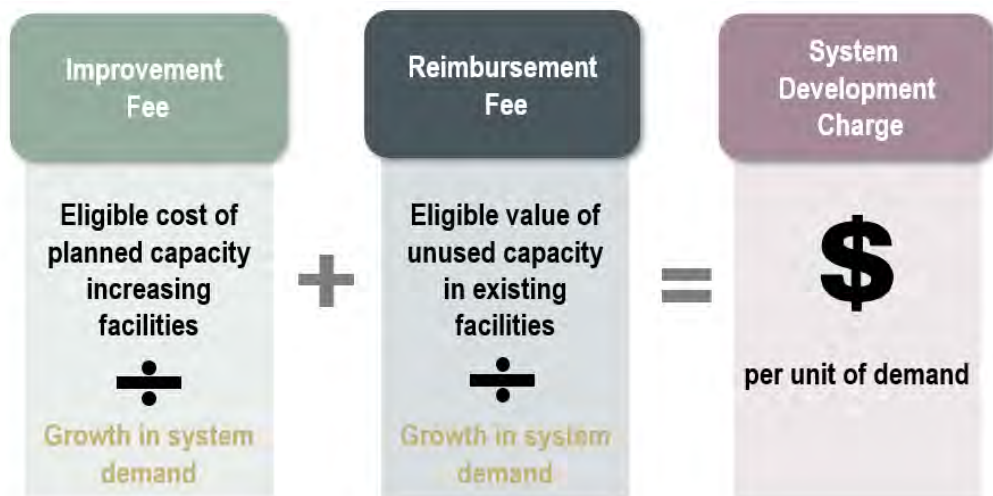 Improvement
Fee
Eligible cost of
planned capacity
increasing
facilities
÷
Growth in system
demand
+
Reimbursement
Fee
Eligible value of
unused capacity
in existing
facilities
÷
Growth in system
demand
=
System
Development
Charge
$
per unit of demand